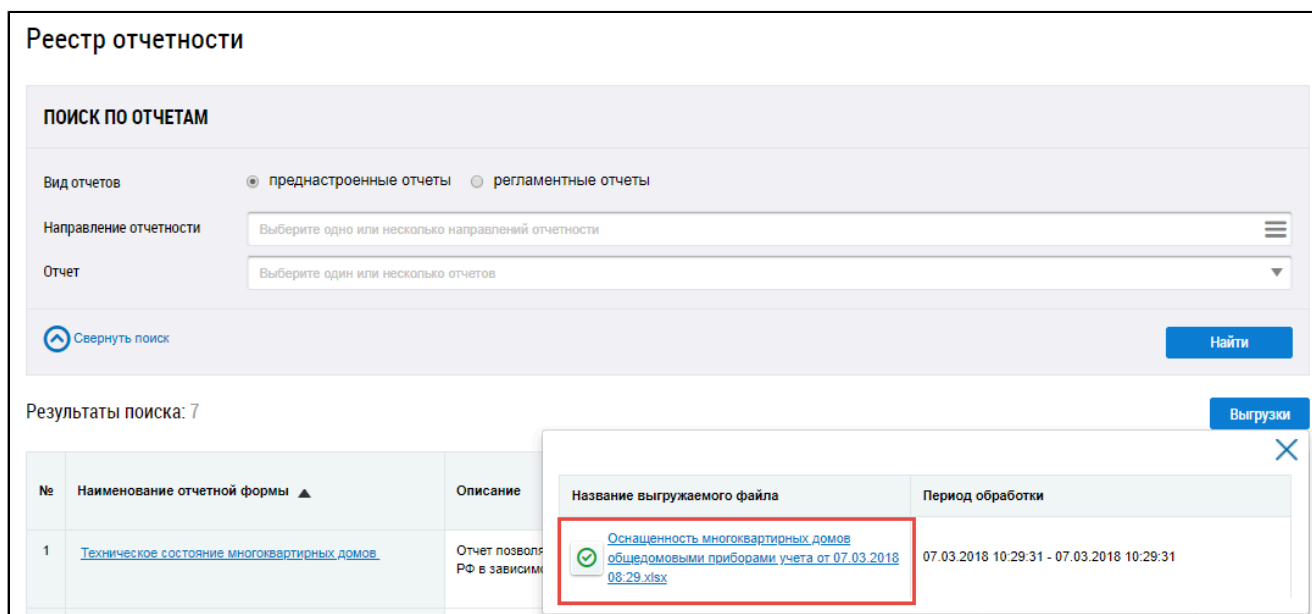 Реестр отчетности
ПОИСК ПО ОТЧЕТАМ
Вид отчетов преднастроенные отчеты регламентные отчеты
Направление отчетности Выберите одно или несколько направлений отчетности
Отчет Выберите один или несколько отчетов
Свернуть поиск Найти
Результаты поиска: 7 Выгрузки
№ Наименование отчетной формы ▲ Описание
Название выгружаемого файла Период обработки
1 Техническое состояние многоквартирных домов
Отчет позволя
РФ в зависимо
Оснащенность многоквартирных домов
общедомовыми приборами учета от 07.03.2018
08:29.xlsx
07.03.2018 10:29:31 - 07.03.2018 10:29:31